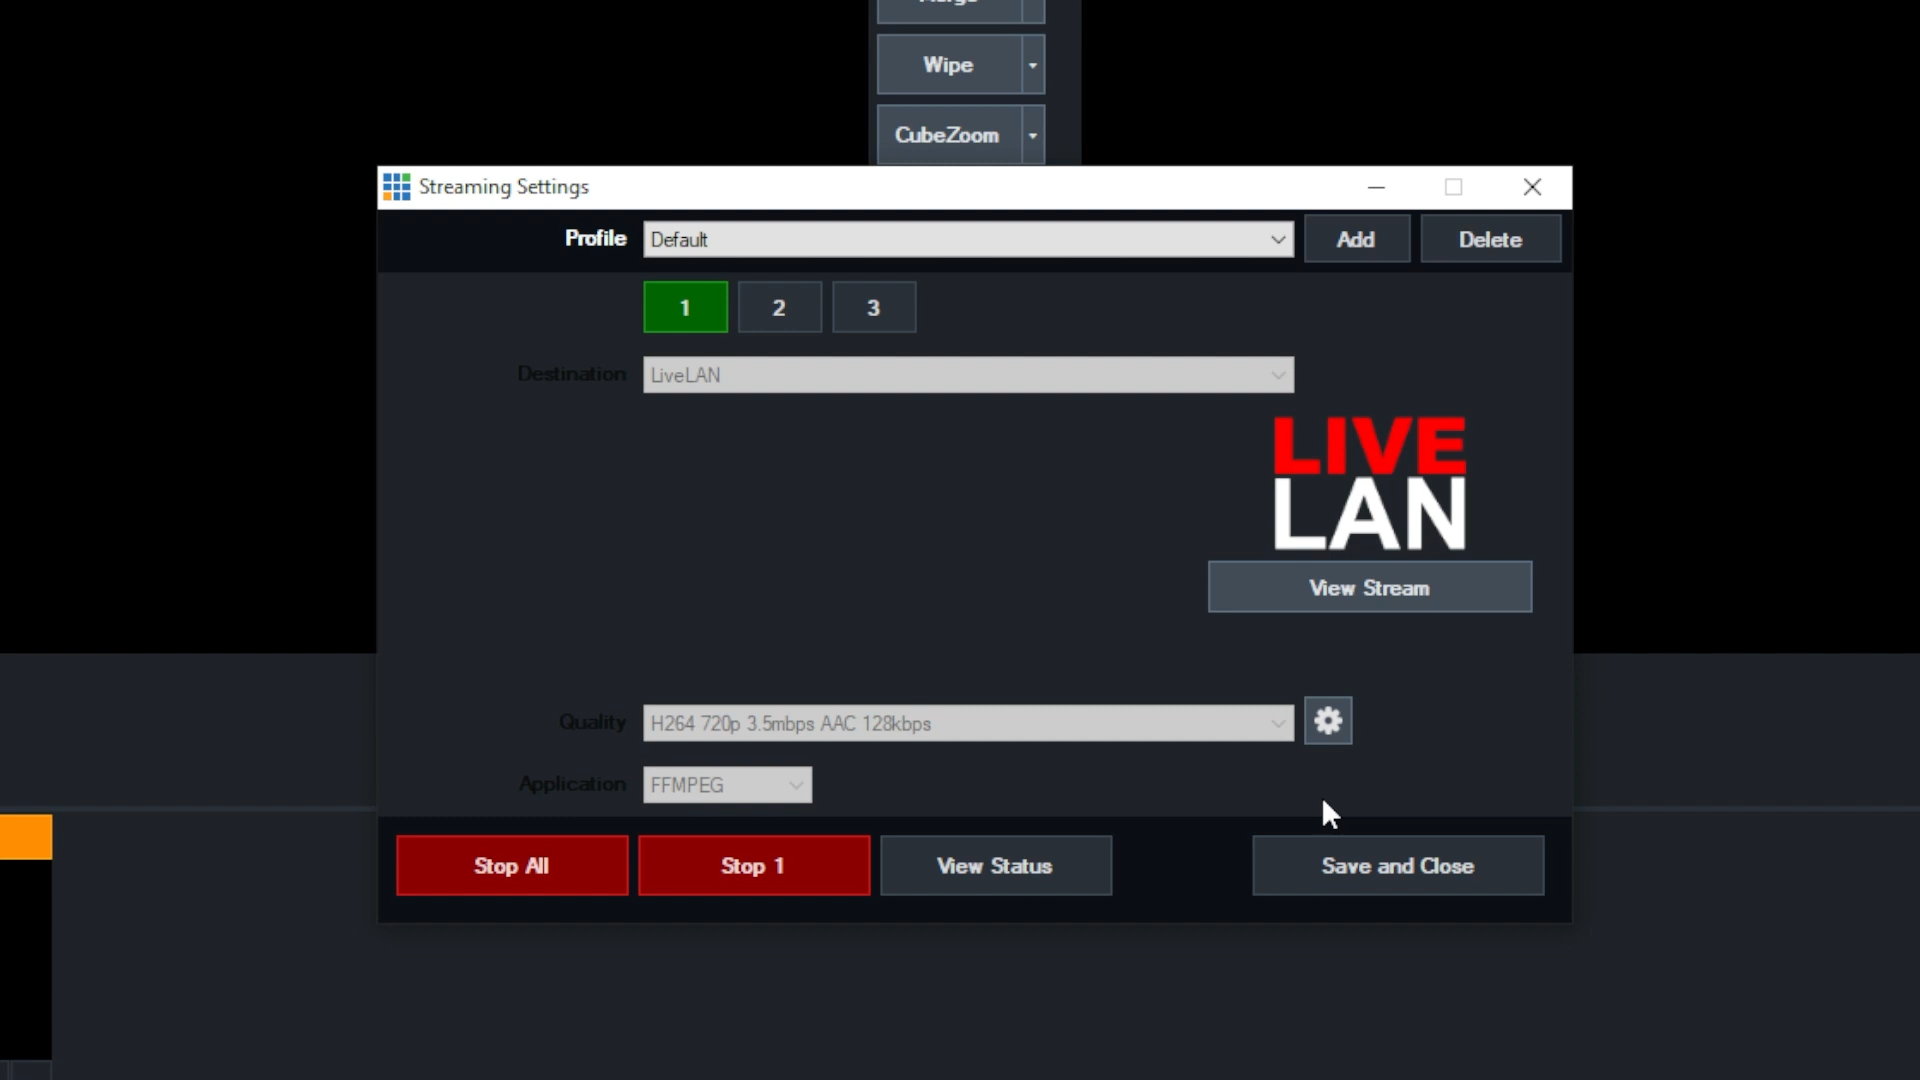 Wipe
CubeZoom
Streaming Settings
Profile Default Add Delete
1 2 3
Destination LiveLAN
LIVE
LAN
View Stream
Quality H264 720p 3.5mbps AAC 128kbps
Application FFMPEG
Stop All Stop 1 View Status Save and Close